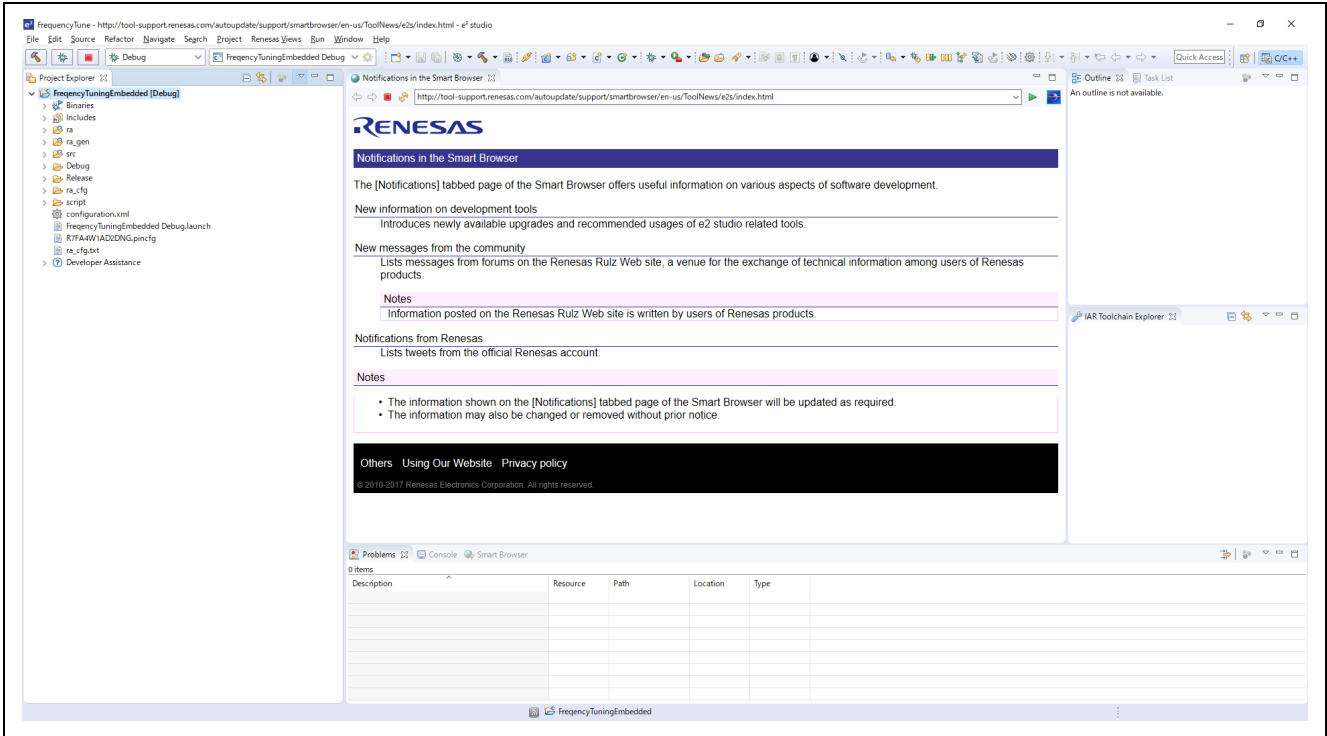 FrequencyTune - http://tool-support.renesas.com/autoupdate/support/smartbrowser/en-us/ToolNews/e2s/index.html - e² studio
File Edit Source Refactor Navigate Search Project Renesas Views Run Window Help
Debug FreqencyTuningEmbedded Debug Quick Access C/C++
Project Explorer
FreqencyTuningEmbedded [Debug]
Binaries
Includes
ra
ra_gen
src
Debug
Release
ra_cfg
script
configuration.xml
FreqencyTuningEmbedded Debug.launch
R7FA4W1AD2DNG.pincfg
ra_cfg.txt
Developer Assistance
Notifications in the Smart Browser
http://tool-support.renesas.com/autoupdate/support/smartbrowser/en-us/ToolNews/e2s/index.html
RENESAS
Notifications in the Smart Browser
The [Notifications] tabbed page of the Smart Browser offers useful information on various aspects of software development.
New information on development tools
Introduces newly available upgrades and recommended usages of e2 studio related tools.
New messages from the community
Lists messages from forums on the Renesas Rulz Web site, a venue for the exchange of technical information among users of Renesas
products.
Notes
Information posted on the Renesas Rulz Web site is written by users of Renesas products.
Notifications from Renesas
Lists tweets from the official Renesas account.
Notes
• The information shown on the [Notifications] tabbed page of the Smart Browser will be updated as required.
• The information may also be changed or removed without prior notice.
Others Using Our Website Privacy policy
© 2010-2017 Renesas Electronics Corporation. All rights reserved.
Outline Task List
An outline is not available.
IAR Toolchain Explorer
Problems Console Smart Browser
0 items
Description Resource Path Location Type
FreqencyTuningEmbedded